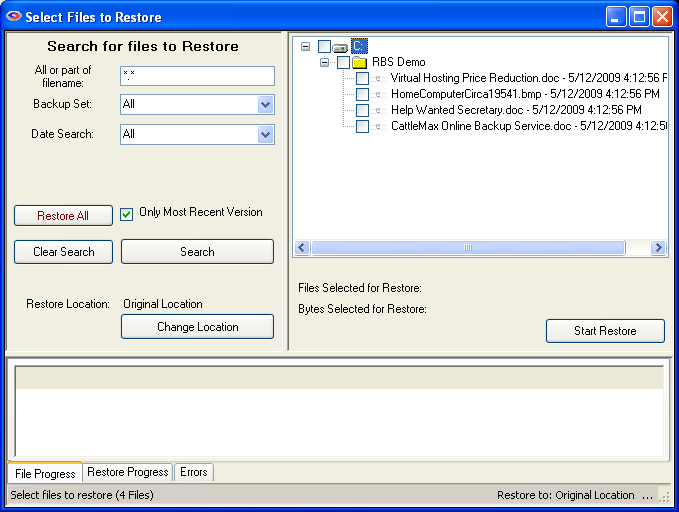 Select Files to Restore
Search for files to Restore
All or part of
filename:
*.*
Backup Set:
All
Date Search:
All
Restore All
Only Most Recent Version
Clear Search
Search
Restore Location:
Original Location
Change Location
C:
RBS Demo
Virtual Hosting Price Reduction.doc - 5/12/2009 4:12:56 P
HomeComputerCirca19541.bmp - 5/12/2009 4:12:56 PM
Help Wanted Secretary.doc - 5/12/2009 4:12:56 PM
CattleMax Online Backup Service.doc - 5/12/2009 4:12:56
Files Selected for Restore:
Bytes Selected for Restore:
Start Restore
File Progress
Restore Progress
Errors
Select files to restore (4 Files)
Restore to: Original Location ...